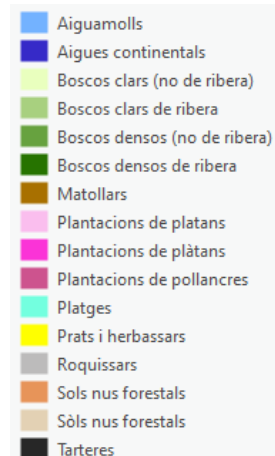 Aiguamolls
Aigues continentals
Boscos clars (no de ribera)
Boscos clars de ribera
Boscos densos (no de ribera)
Boscos densos de ribera
Matollars
Plantacions de platans
Plantacions de plàtans
Plantacions de pollancres
Platges
Prats i herbassars
Roquissars
Sols nus forestals
Sòls nus forestals
Tarteres